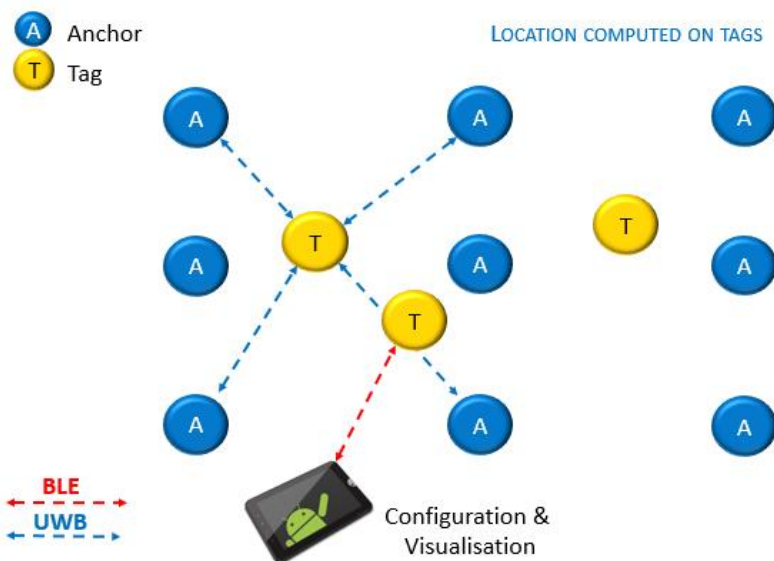 A Anchor
LOCATION COMPUTED ON TAGS
T Tag
A A A
T
T
A A A
T
A A A
BLE
UWB
Configuration &
Visualisation